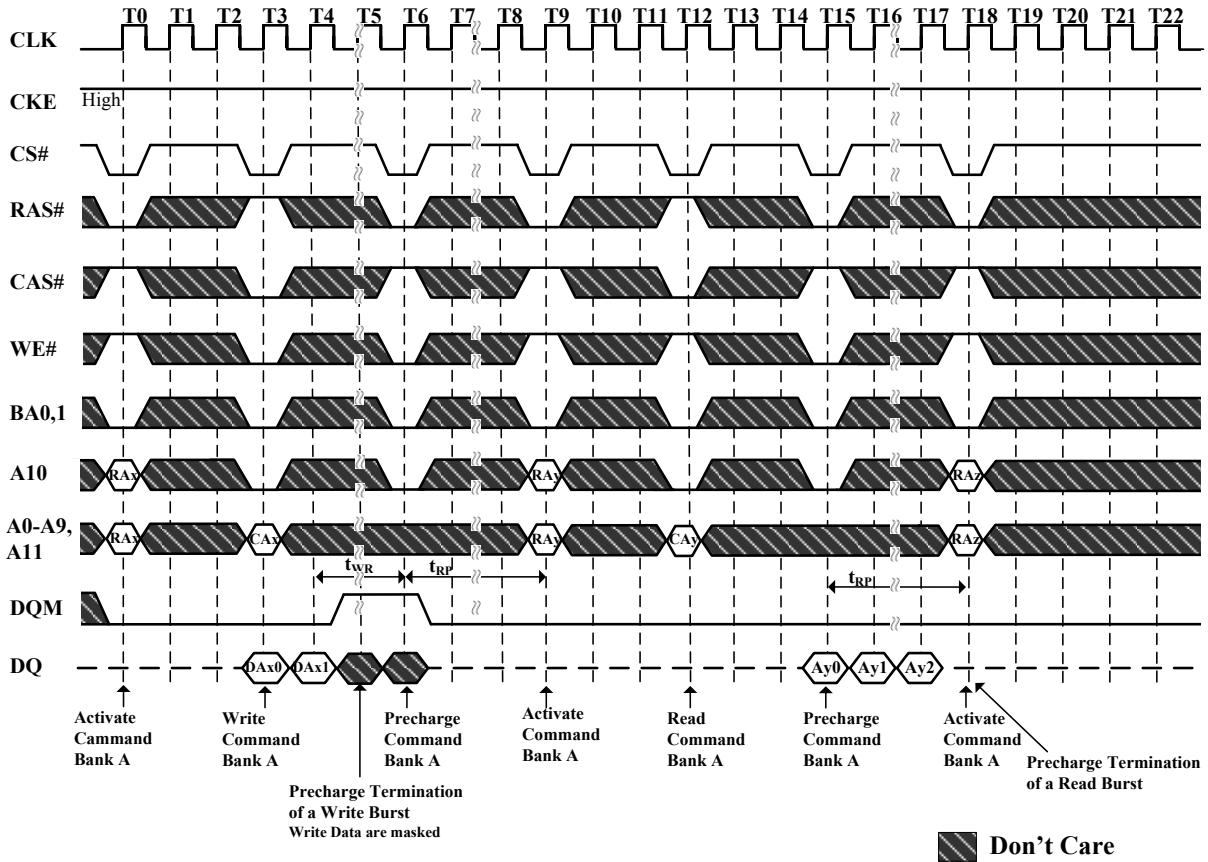 T0 T1 T2 T3 T4 T5 T6 T7 T8 T9 T10 T11 T12 T13 T14 T15 T16 T17 T18 T19 T20 T21 T22
CLK
CKE High
CS#
RAS#
CAS#
WE#
BA0,1
A10 RAx RAy RAz
A0-A9, A11 RAx CAx RAy CAy RAz
tWR tRP tRP
DQM
DQ DAx0 DAx1 Ay0 Ay1 Ay2
Activate
Cammand
Bank A
Write
Command
Bank A
Precharge
Command
Bank A
Activate
Command
Bank A
Read
Command
Bank A
Precharge
Command
Bank A
Activate
Command
Bank A
Precharge Termination
of a Write Burst
Write Data are masked
Precharge Termination
of a Read Burst
Don't Care